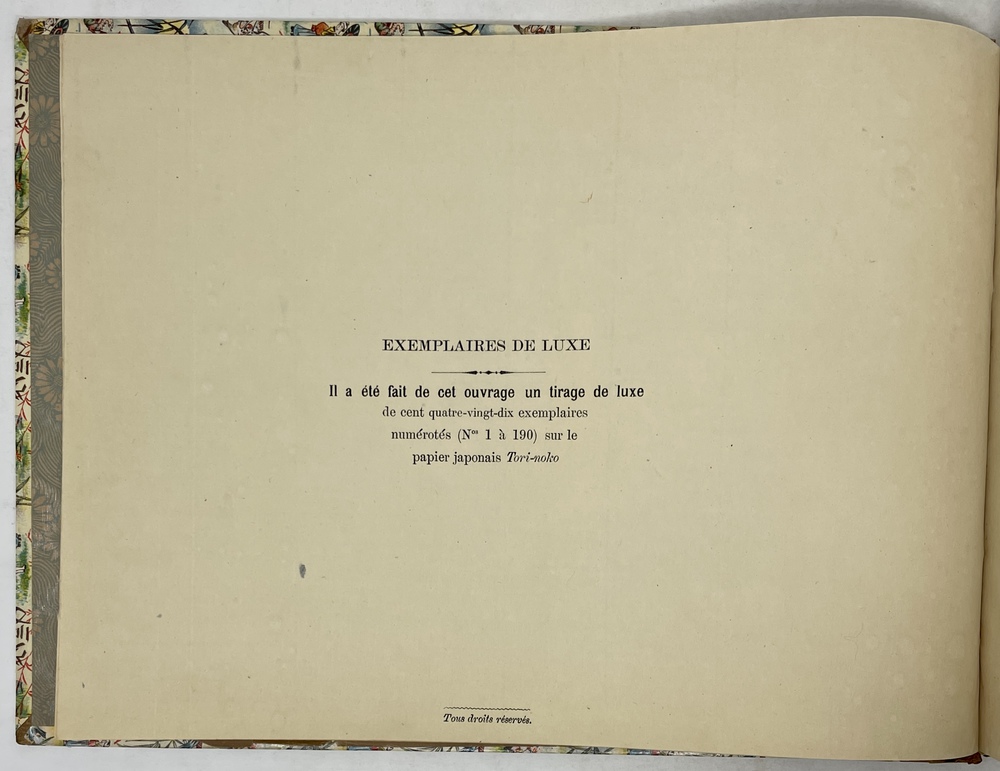 EXEMPLAIRES DE LUXE
Il a été fait de cet ouvrage un tirage de luxe
de cent quatre-vingt-dix exemplaires
numérotés (Nos 1 à 190) sur le
papier japonais Tori-noko
Tous droits réservés.